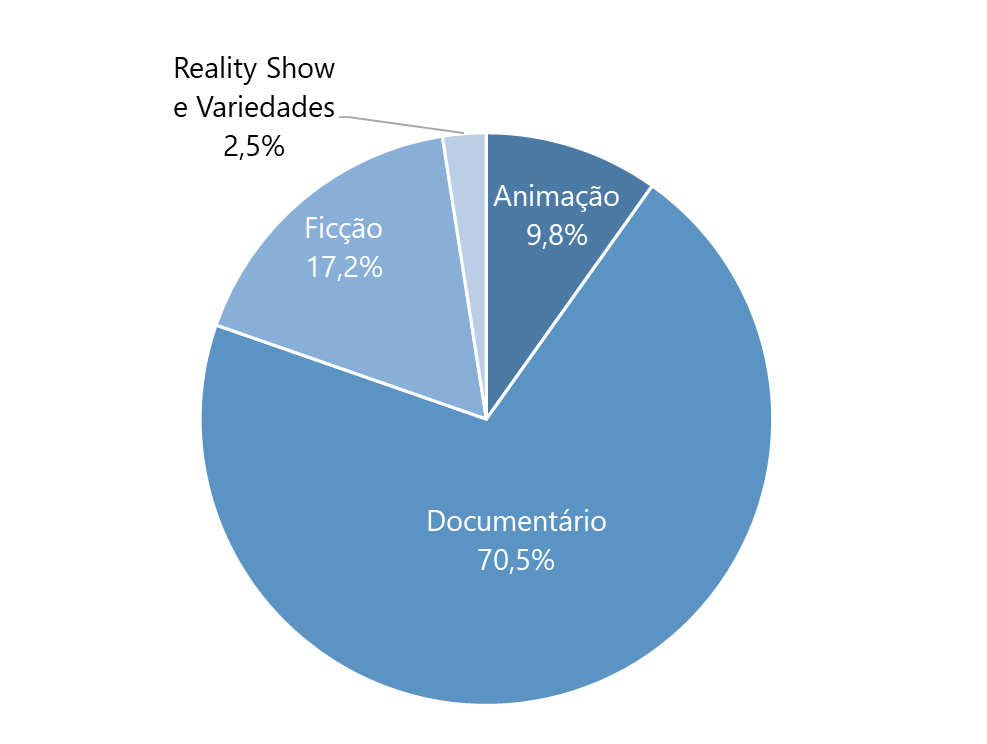 Reality Show
e Variedades
2,5%
Animação
9,8%
Ficção
17,2%
Documentário
70,5%